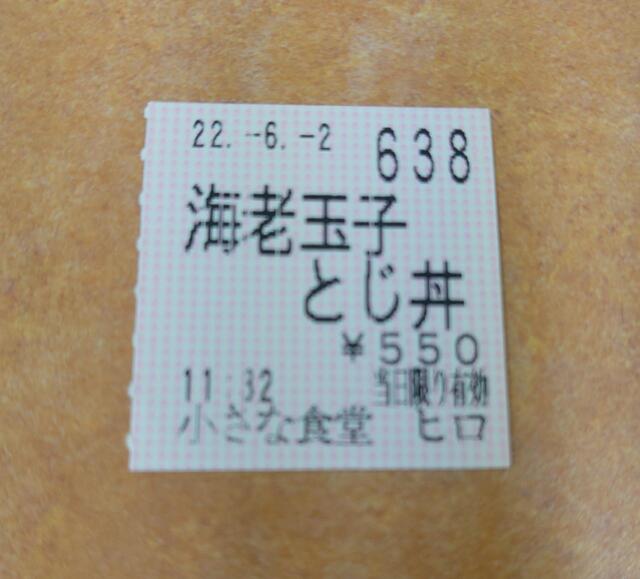 22.-6.-2 638
海老玉子
とじ丼
¥550
11:32 当日限り有効
小さな食堂 ヒロ